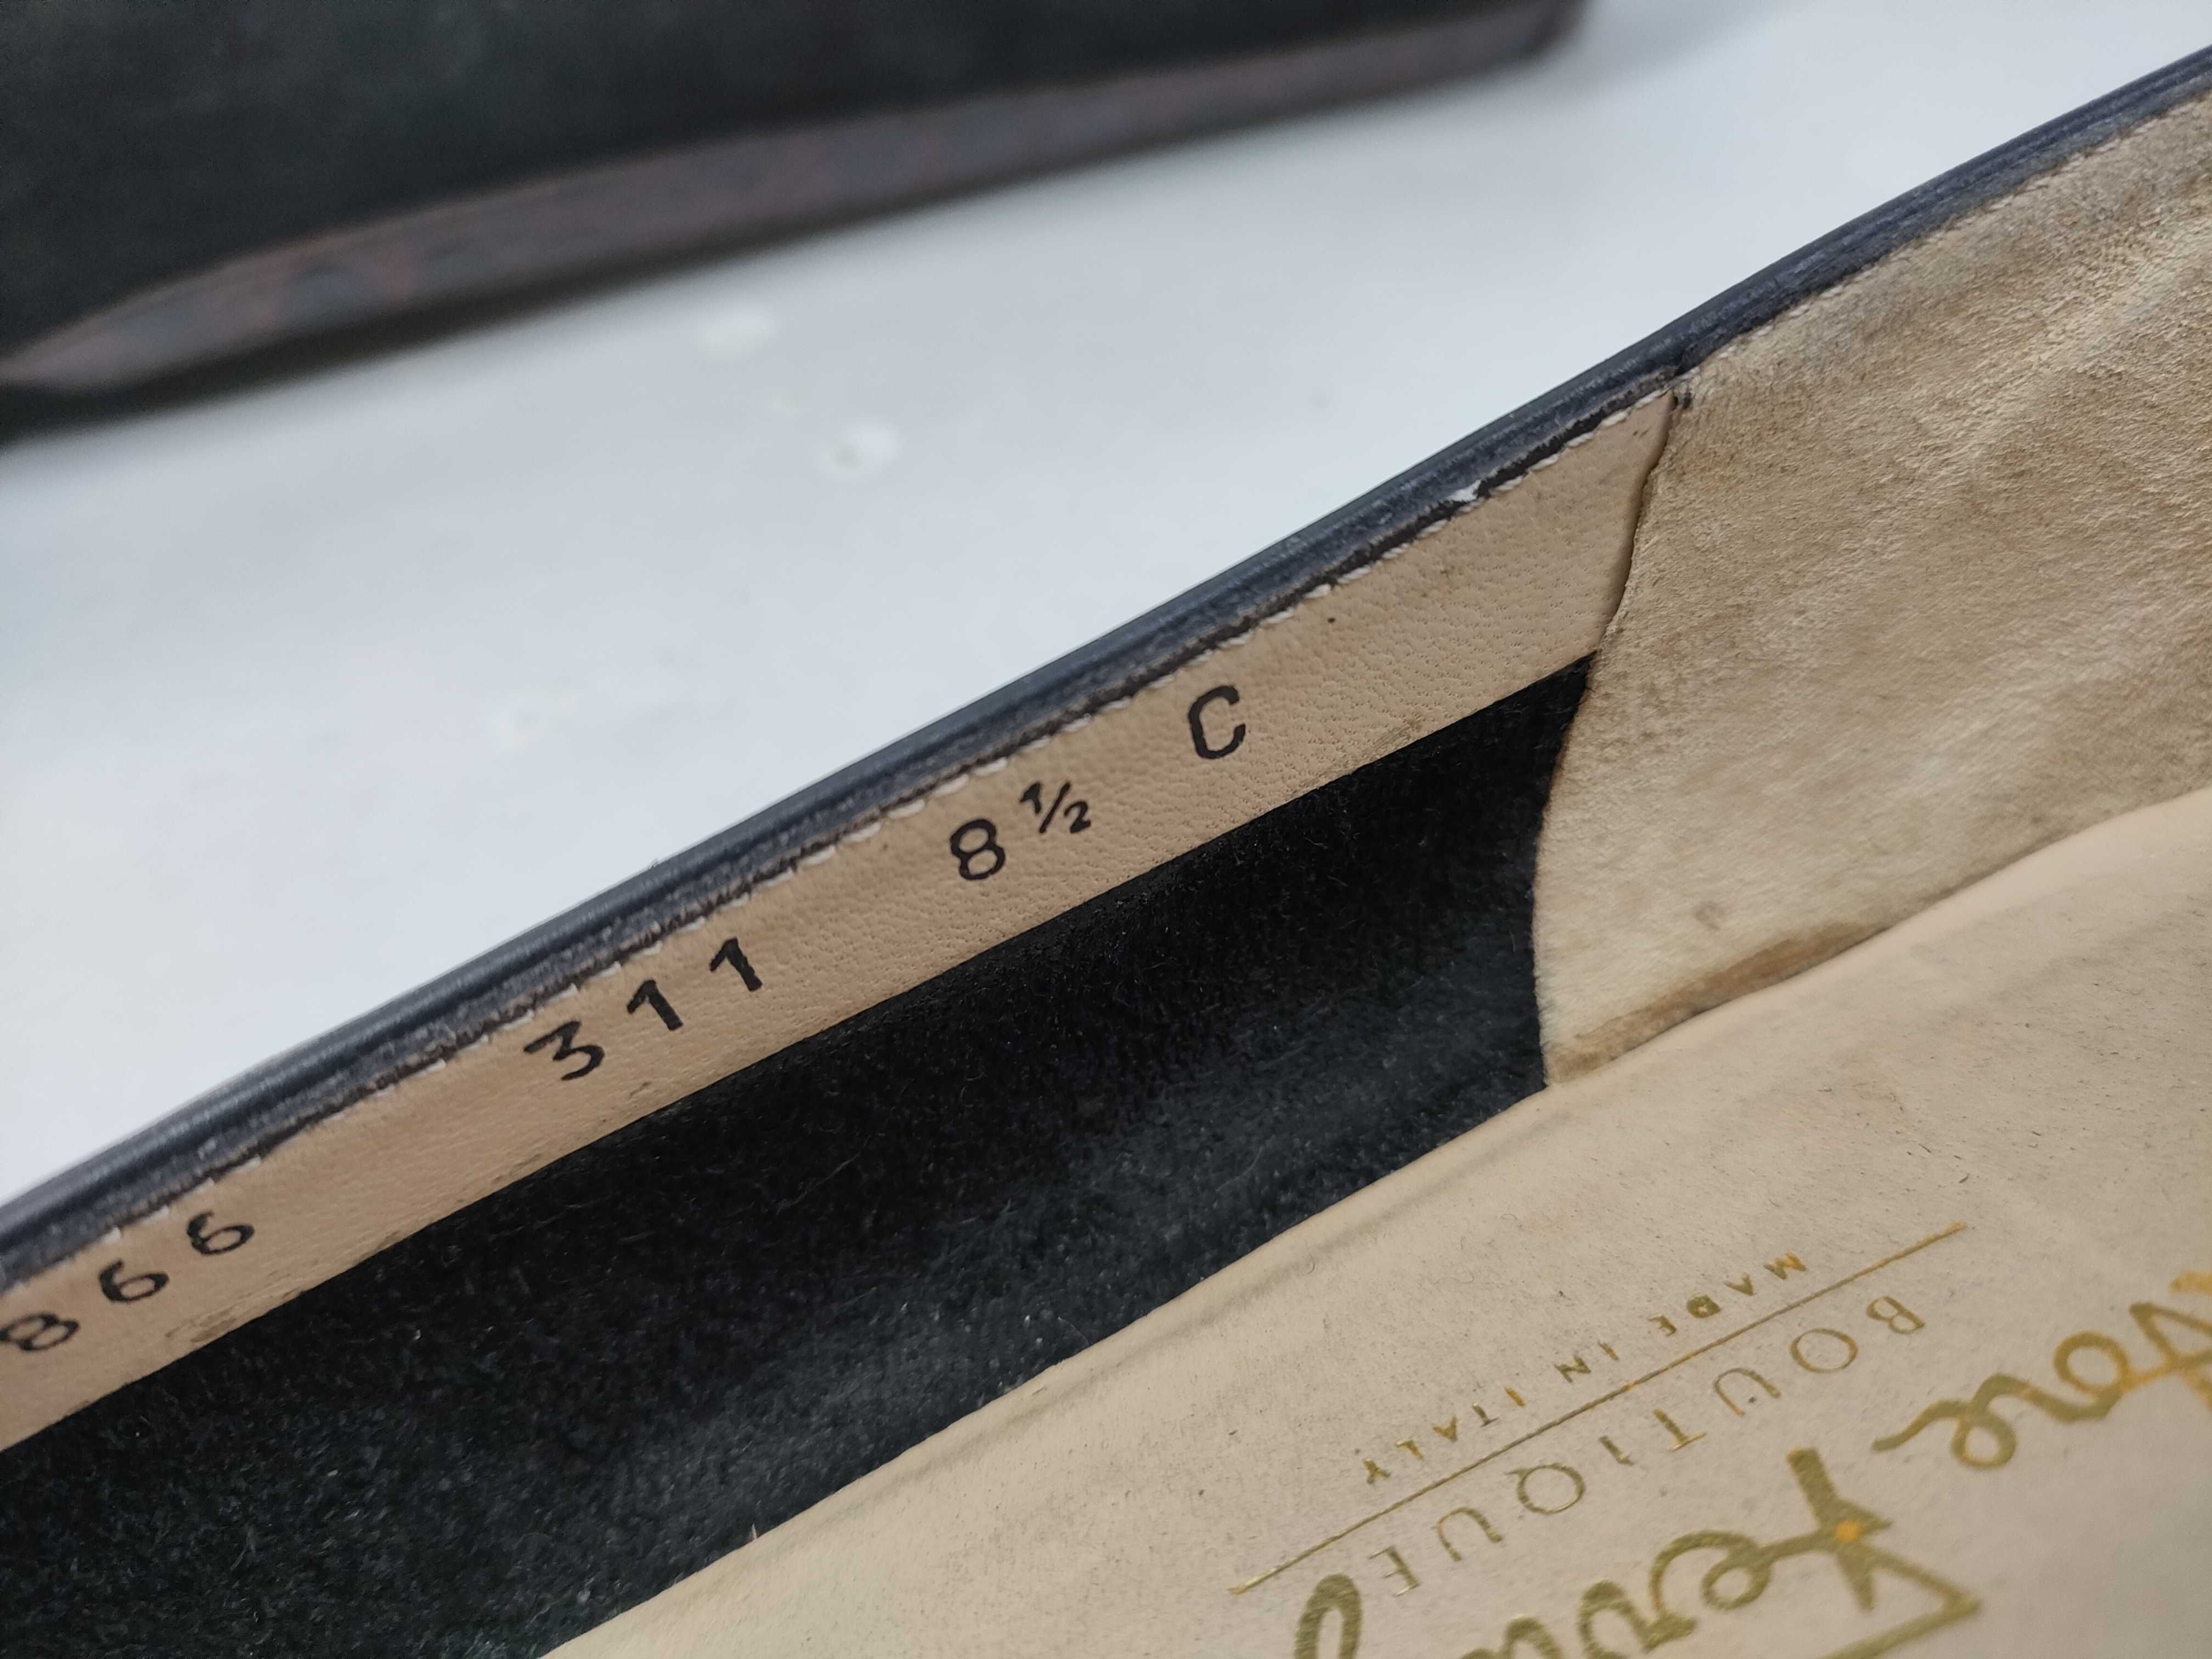 866 311 8½ C
BOUTIQUE
MADE IN ITALY